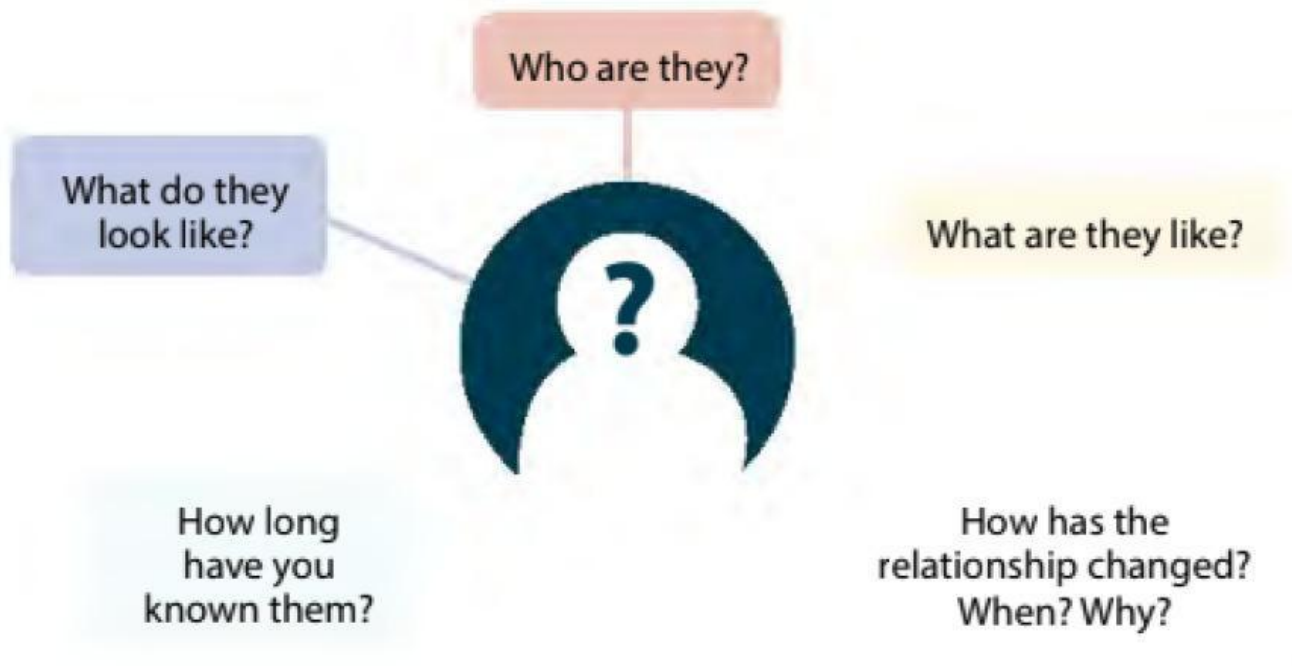 Who are they?
What do they
look like?
What are they like?
?
How long
have you
known them?
How has the
relationship changed?
When? Why?